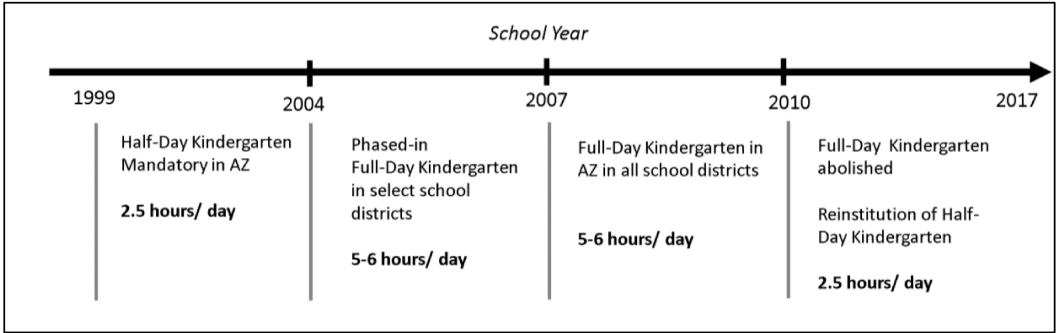 School Year
1999
2004
2007
2010
2017
Half-Day Kindergarten
Mandatory in AZ
2.5 hours/ day
Phased-in
Full-Day Kindergarten
in select school
districts
5-6 hours/ day
Full-Day Kindergarten in
AZ in all school districts
5-6 hours/ day
Full-Day  Kindergarten
abolished
Reinstitution of Half-
Day Kindergarten
2.5 hours/ day